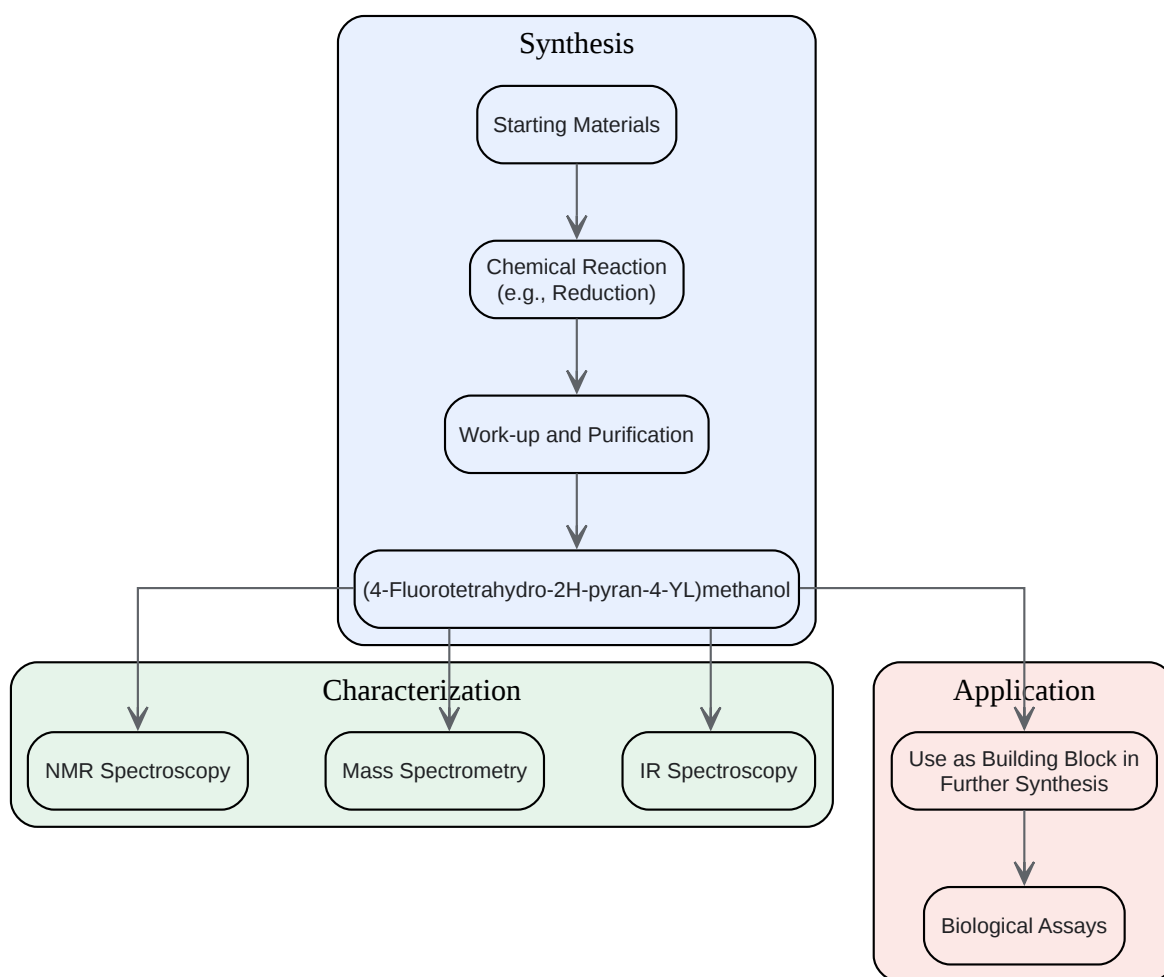 Synthesis
Starting Materials
Chemical Reaction
(e.g., Reduction)
Work-up and Purification
(4-Fluorotetrahydro-2H-pyran-4-YL)methanol
Characterization
NMR Spectroscopy
Mass Spectrometry
IR Spectroscopy
Application
Use as Building Block in
Further Synthesis
Biological Assays